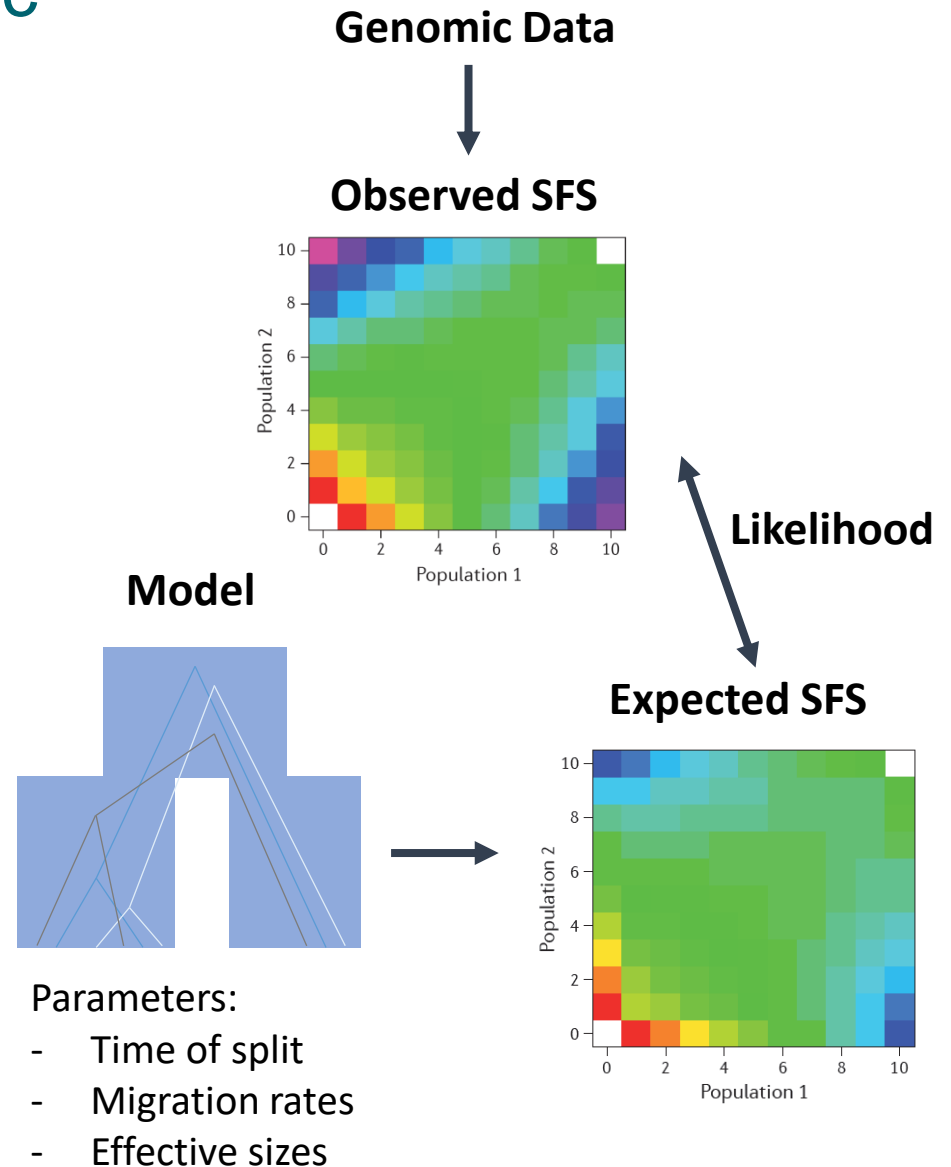 Genomic Data
Observed SFS
10
8
6
4
2
0
Population 2
0 2 4 6 8 10
Population 1
Likelihood
Model
Expected SFS
10
8
6
4
2
0
Population 2
0 2 4 6 8 10
Population 1
Parameters:
- Time of split
- Migration rates
- Effective sizes